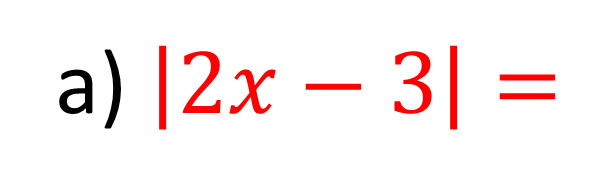 a) |2x − 3| =